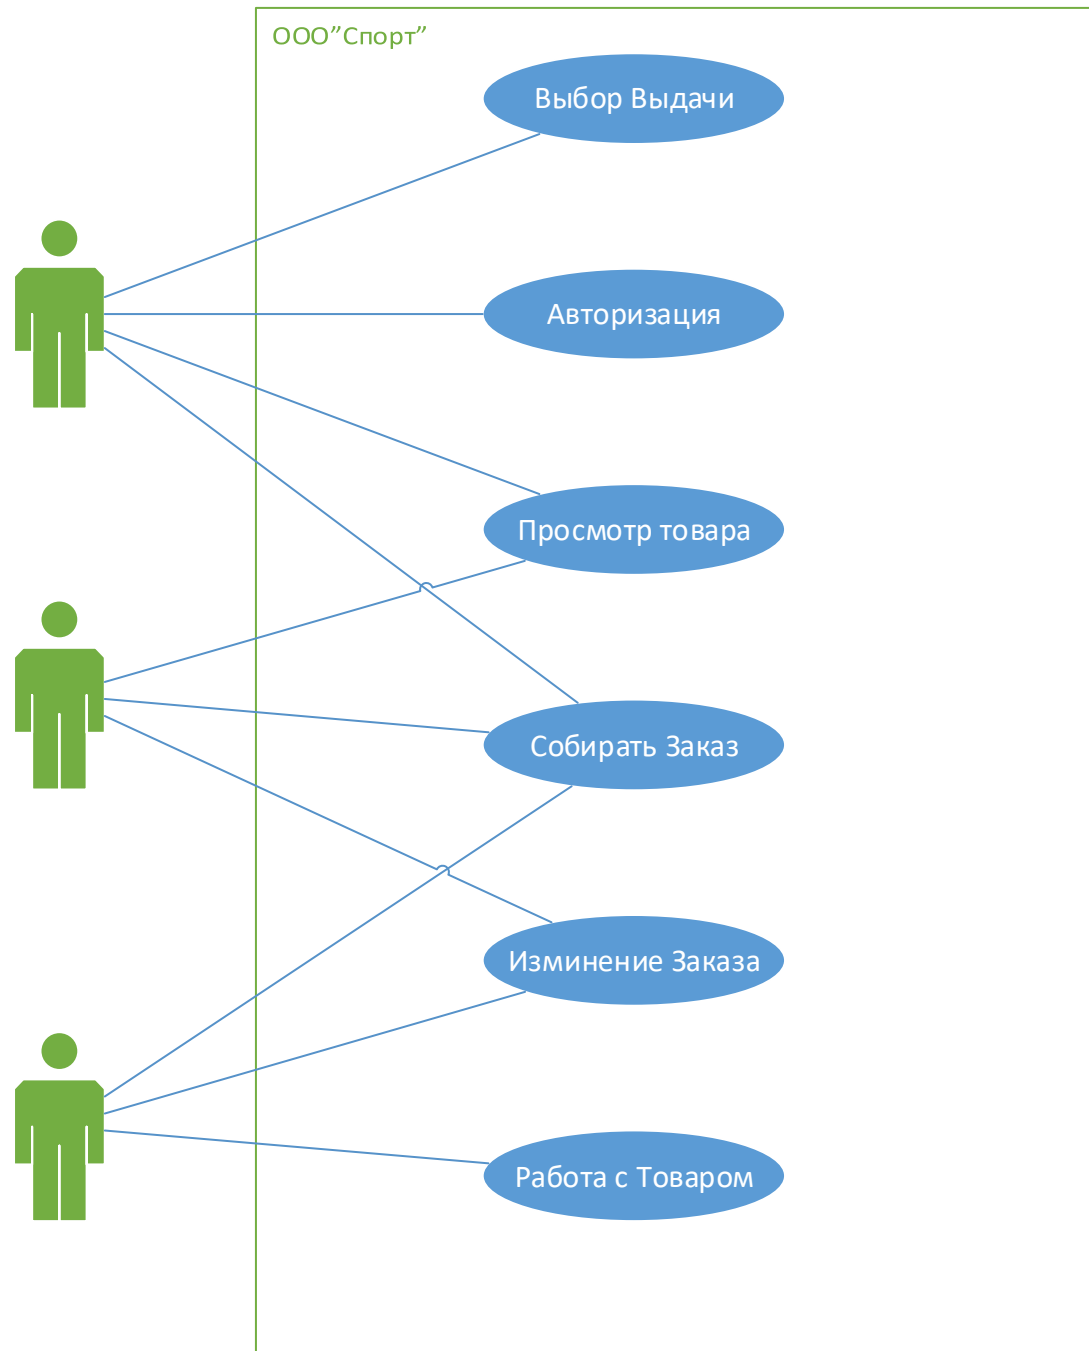 ООО”Спорт”
Выбор Выдачи
Авторизация
Просмотр товара
Собирать Заказ
Изминение Заказа
Работа с Товаром